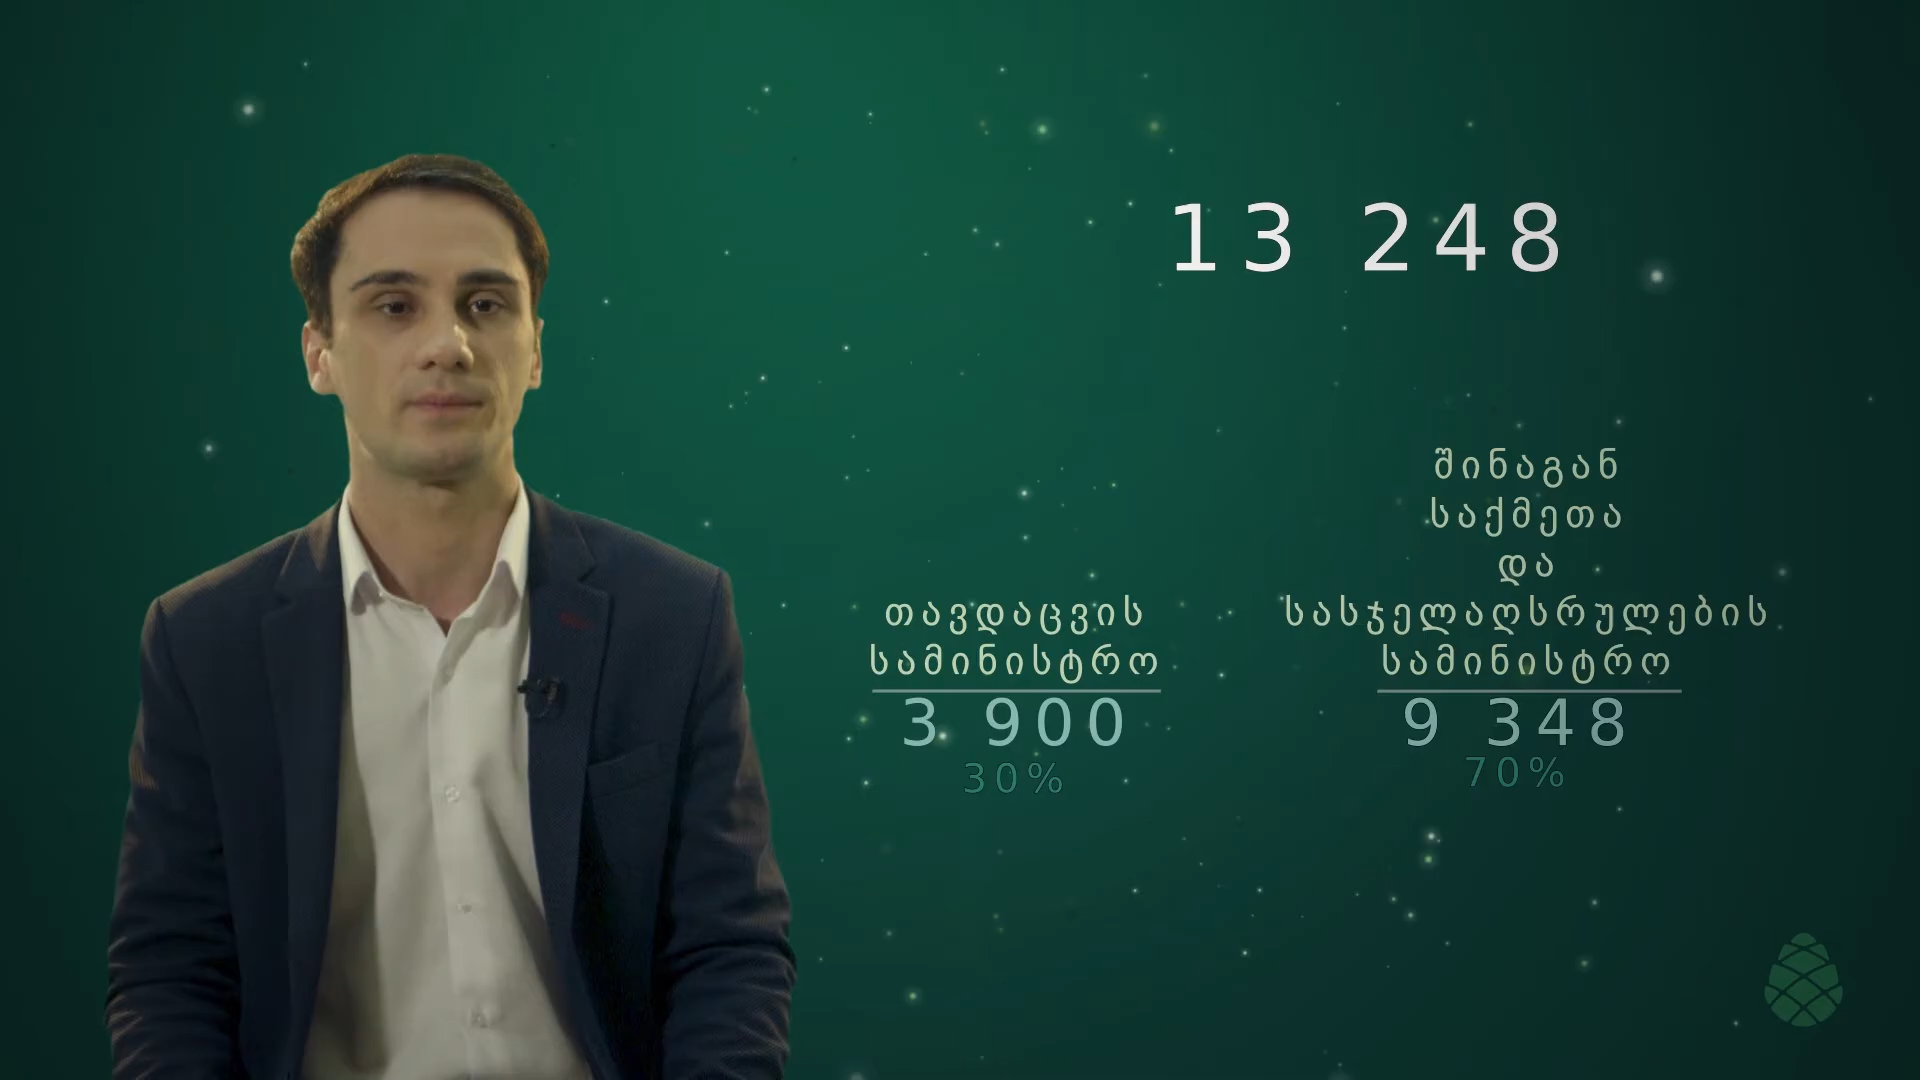 13 248
თავდაცვის
სამინისტრო
3 900
30%
შინაგან
საქმეთა
და
სასჯელაღსრულების
სამინისტრო
9 348
70%